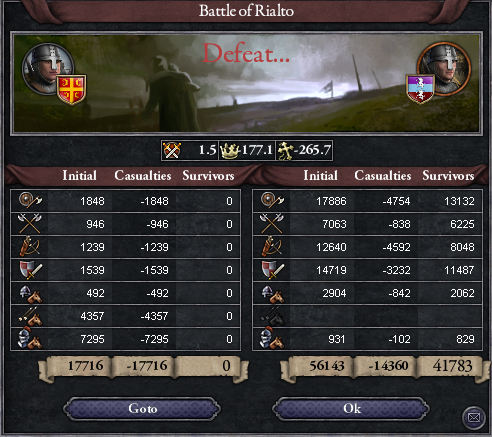 Battle of Rialto
Defeat...
1.5 -177.1 -265.7
Initial Casualties Survivors Initial Casualties Survivors
1848 -1848 0 17886 -4754 13132
946 -946 0 7063 -838 6225
1239 -1239 0 12640 -4592 8048
1539 -1539 0 14719 -3232 11487
492 -492 0 2904 -842 2062
4357 -4357 0
7295 -7295 0 931 -102 829
17716 -17716 0 56143 -14360 41783
Goto Ok